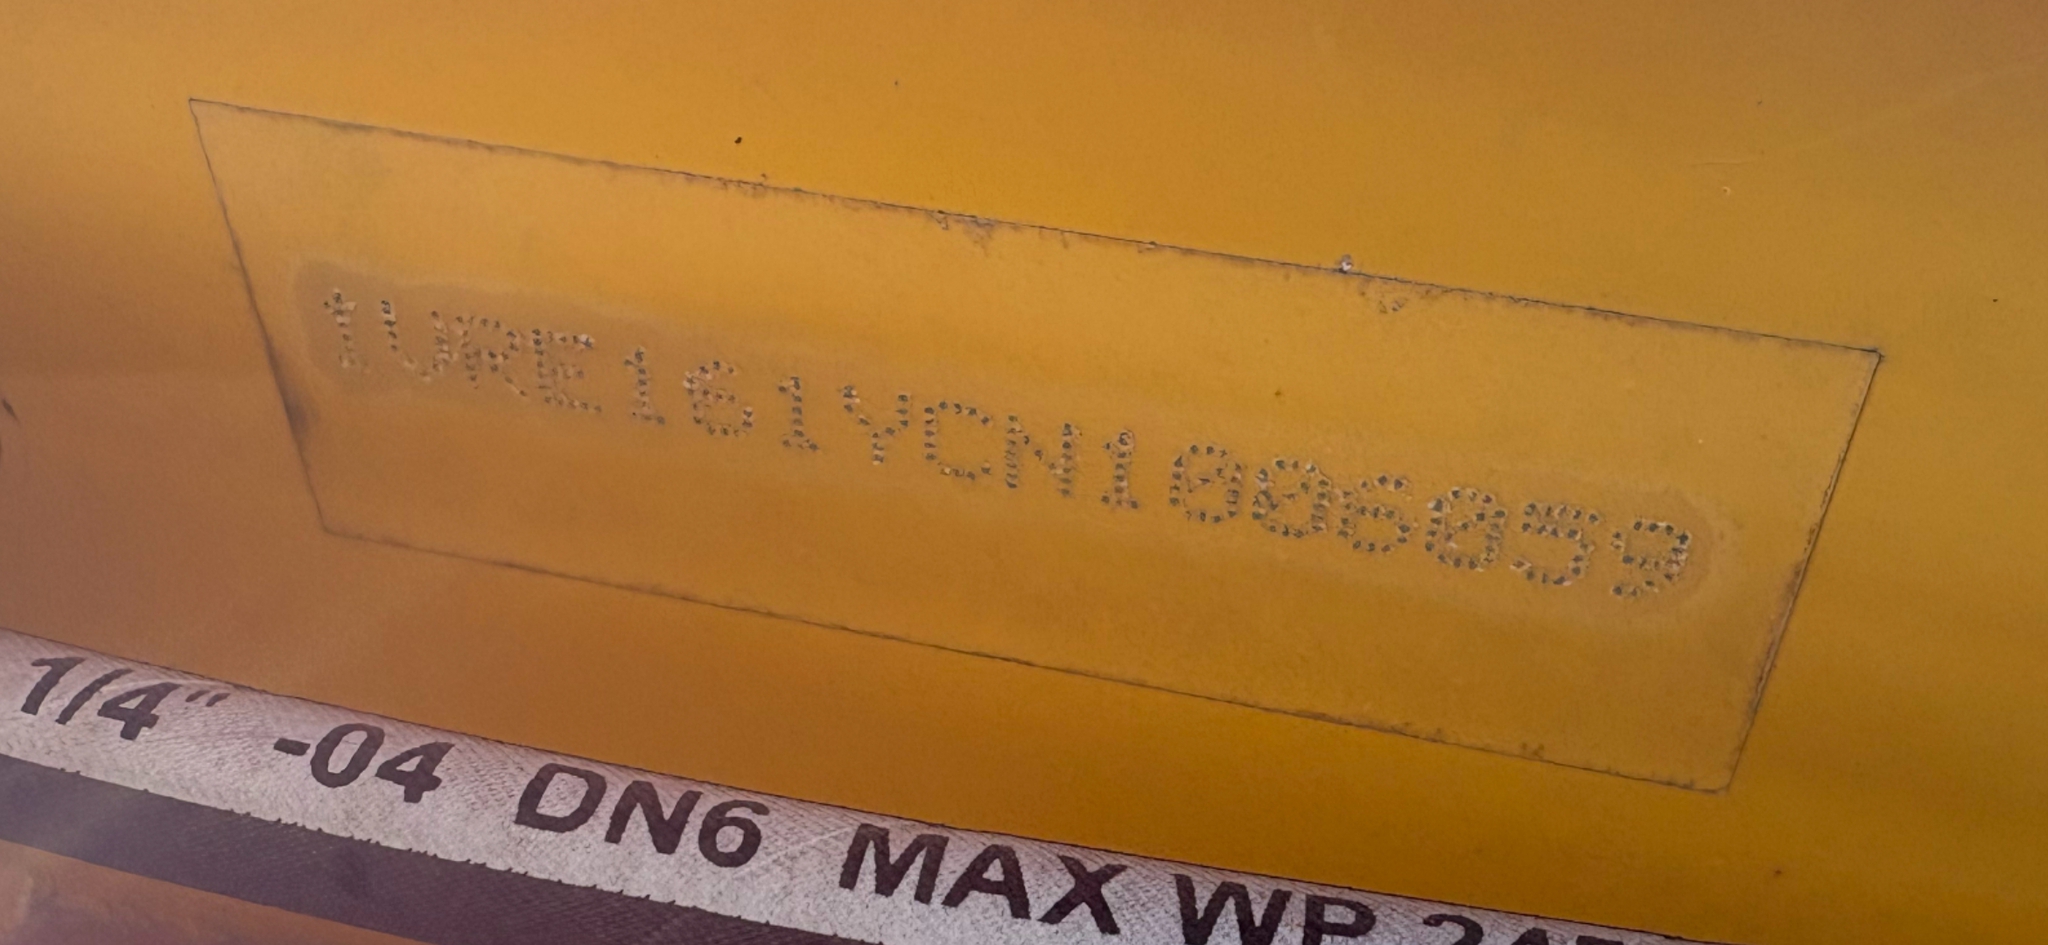 1VRE161YCN1006059
1/4" -04 DN6 MAX WP